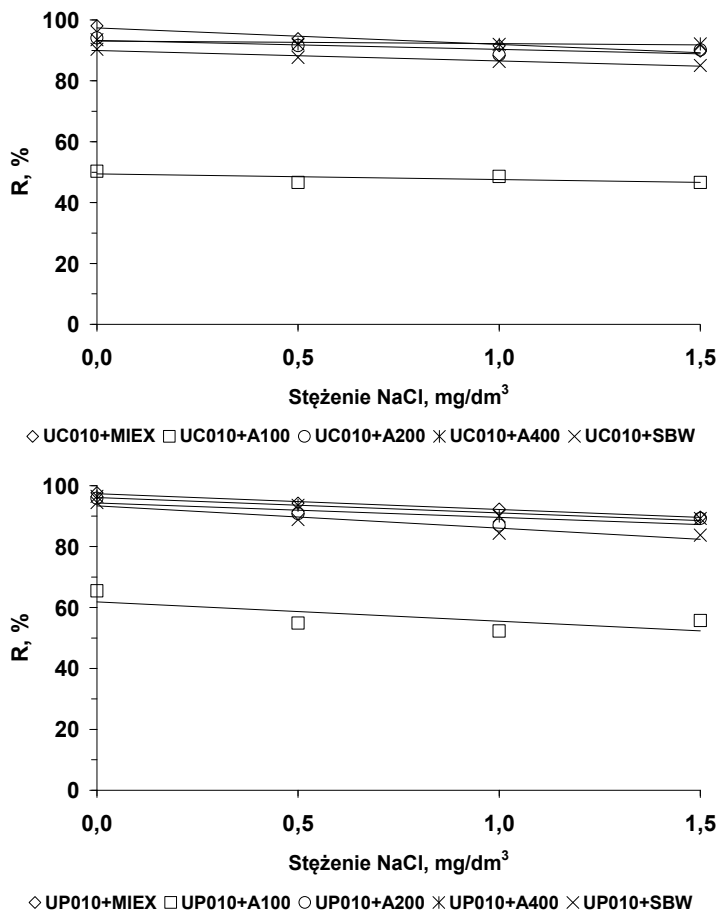 100
80
60
40
20
0
R, %
0,0 0,5 1,0 1,5
Stężenie NaCl, mg/dm³
UC010+MIEX UC010+A100 UC010+A200 UC010+A400 UC010+SBW
100
80
60
40
20
0
R, %
0,0 0,5 1,0 1,5
Stężenie NaCl, mg/dm³
UP010+MIEX UP010+A100 UP010+A200 UP010+A400 UP010+SBW